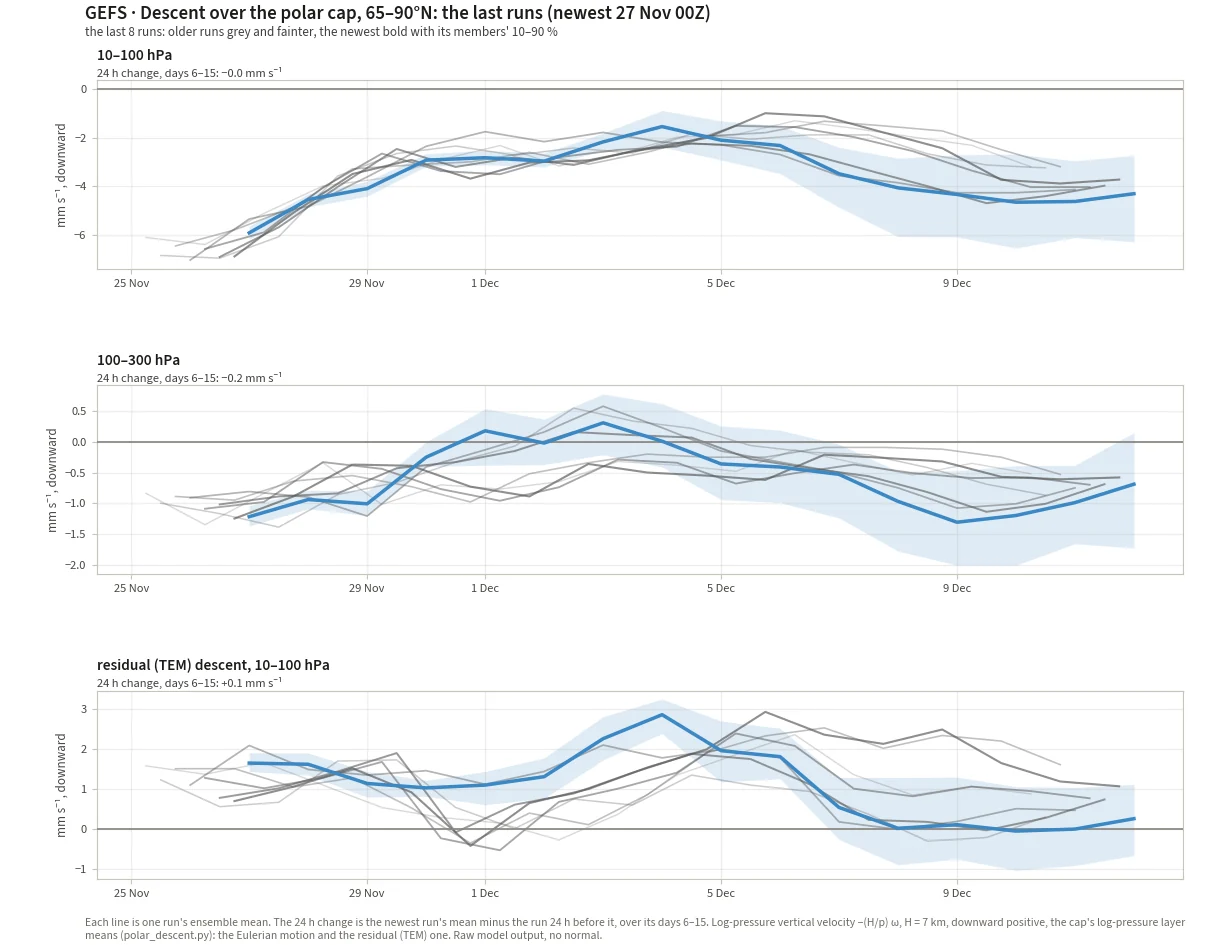 GEFS · Descent over the polar cap, 65–90°N: the last runs (newest 27 Nov 00Z)
the last 8 runs: older runs grey and fainter, the newest bold with its members' 10–90 %
10–100 hPa
24 h change, days 6–15: −0.0 mm s⁻¹
mm s⁻¹, downward
0
−2
−4
−6
25 Nov
29 Nov
1 Dec
5 Dec
9 Dec
100–300 hPa
24 h change, days 6–15: −0.2 mm s⁻¹
mm s⁻¹, downward
0.5
0.0
−0.5
−1.0
−1.5
−2.0
25 Nov
29 Nov
1 Dec
5 Dec
9 Dec
residual (TEM) descent, 10–100 hPa
24 h change, days 6–15: +0.1 mm s⁻¹
mm s⁻¹, downward
3
2
1
0
−1
25 Nov
29 Nov
1 Dec
5 Dec
9 Dec
Each line is one run's ensemble mean. The 24 h change is the newest run's mean minus the run 24 h before it, over its days 6–15. Log-pressure vertical velocity −(H/p) ω, H = 7 km, downward positive, the cap's log-pressure layer
means (polar_descent.py): the Eulerian motion and the residual (TEM) one. Raw model output, no normal.